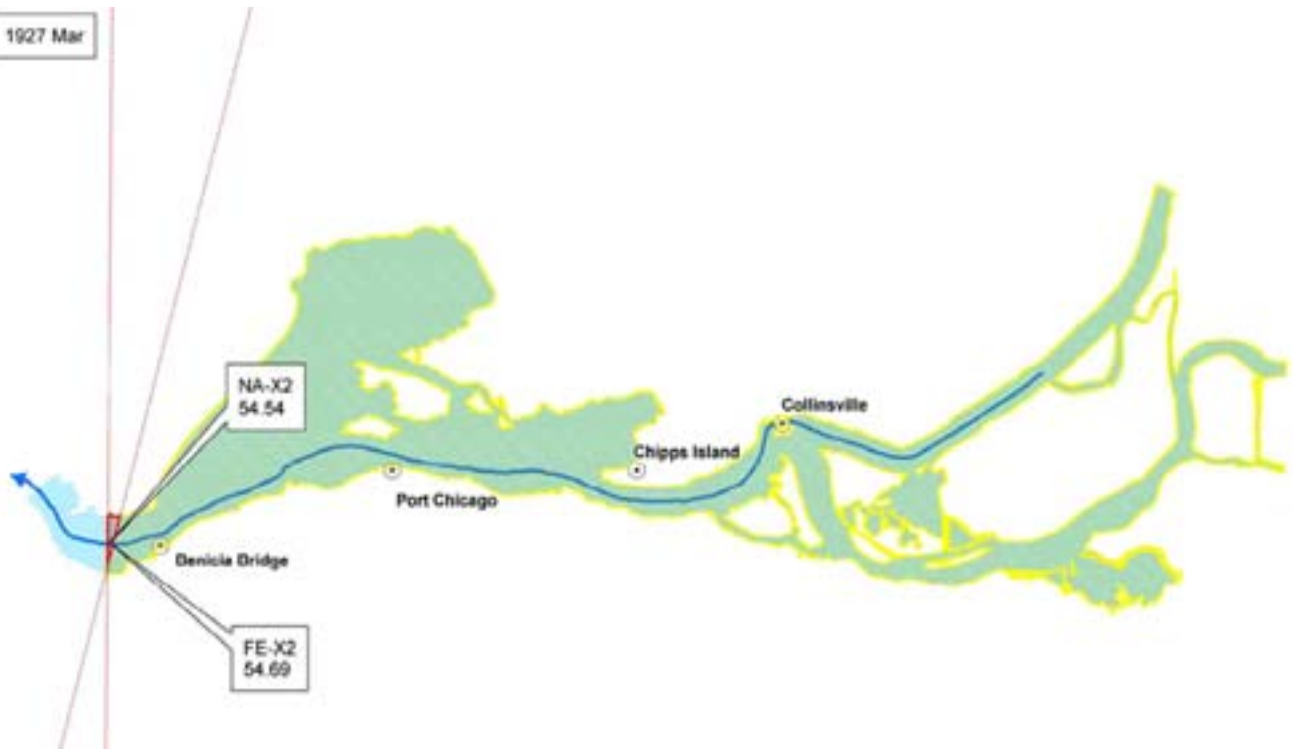 1927 Mar
NA-X2
54.54
Collinsville
Chipps Island
Port Chicago
Benicia Bridge
FE-X2
54.69